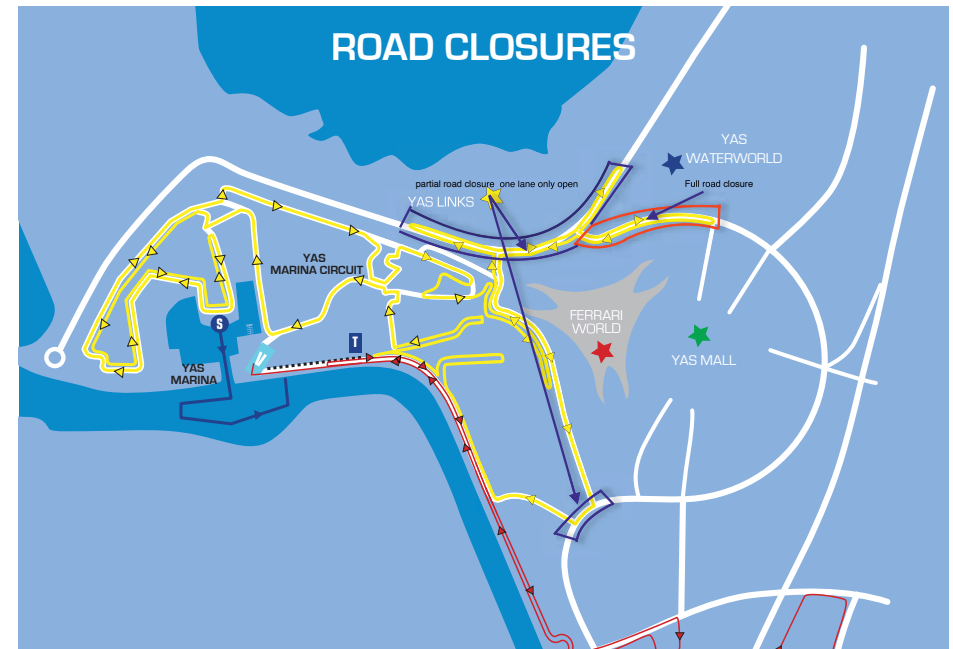 ROAD CLOSURES
YAS
WATERWORLD
partial road closure one lane only open
Full road closure
YAS LINKS
YAS
MARINA CIRCUIT
FERRARI
WORLD
S
T
YAS MALL
YAS
MARINA